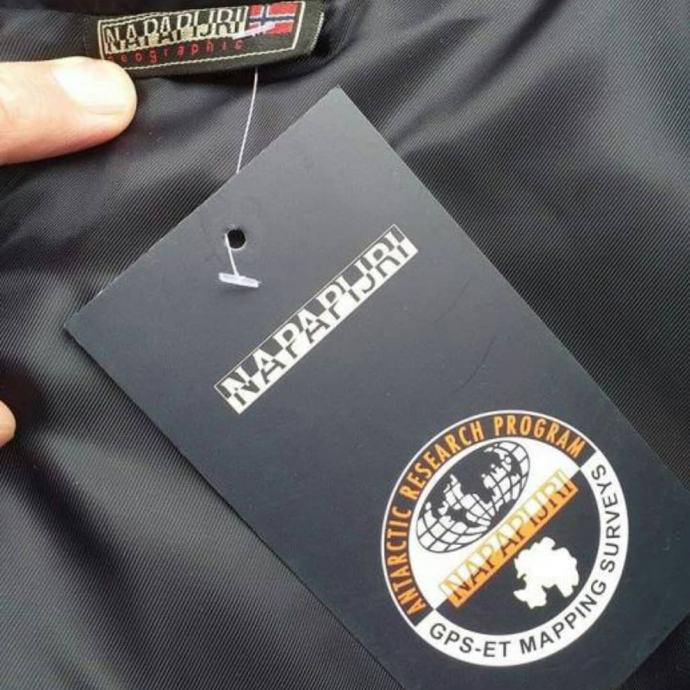 NAPAPIJRI
geographic
NAPAPIJRI
ANTARCTIC RESEARCH PROGRAM
NAPAPIJRI
GPS-ET MAPPING SURVEYS